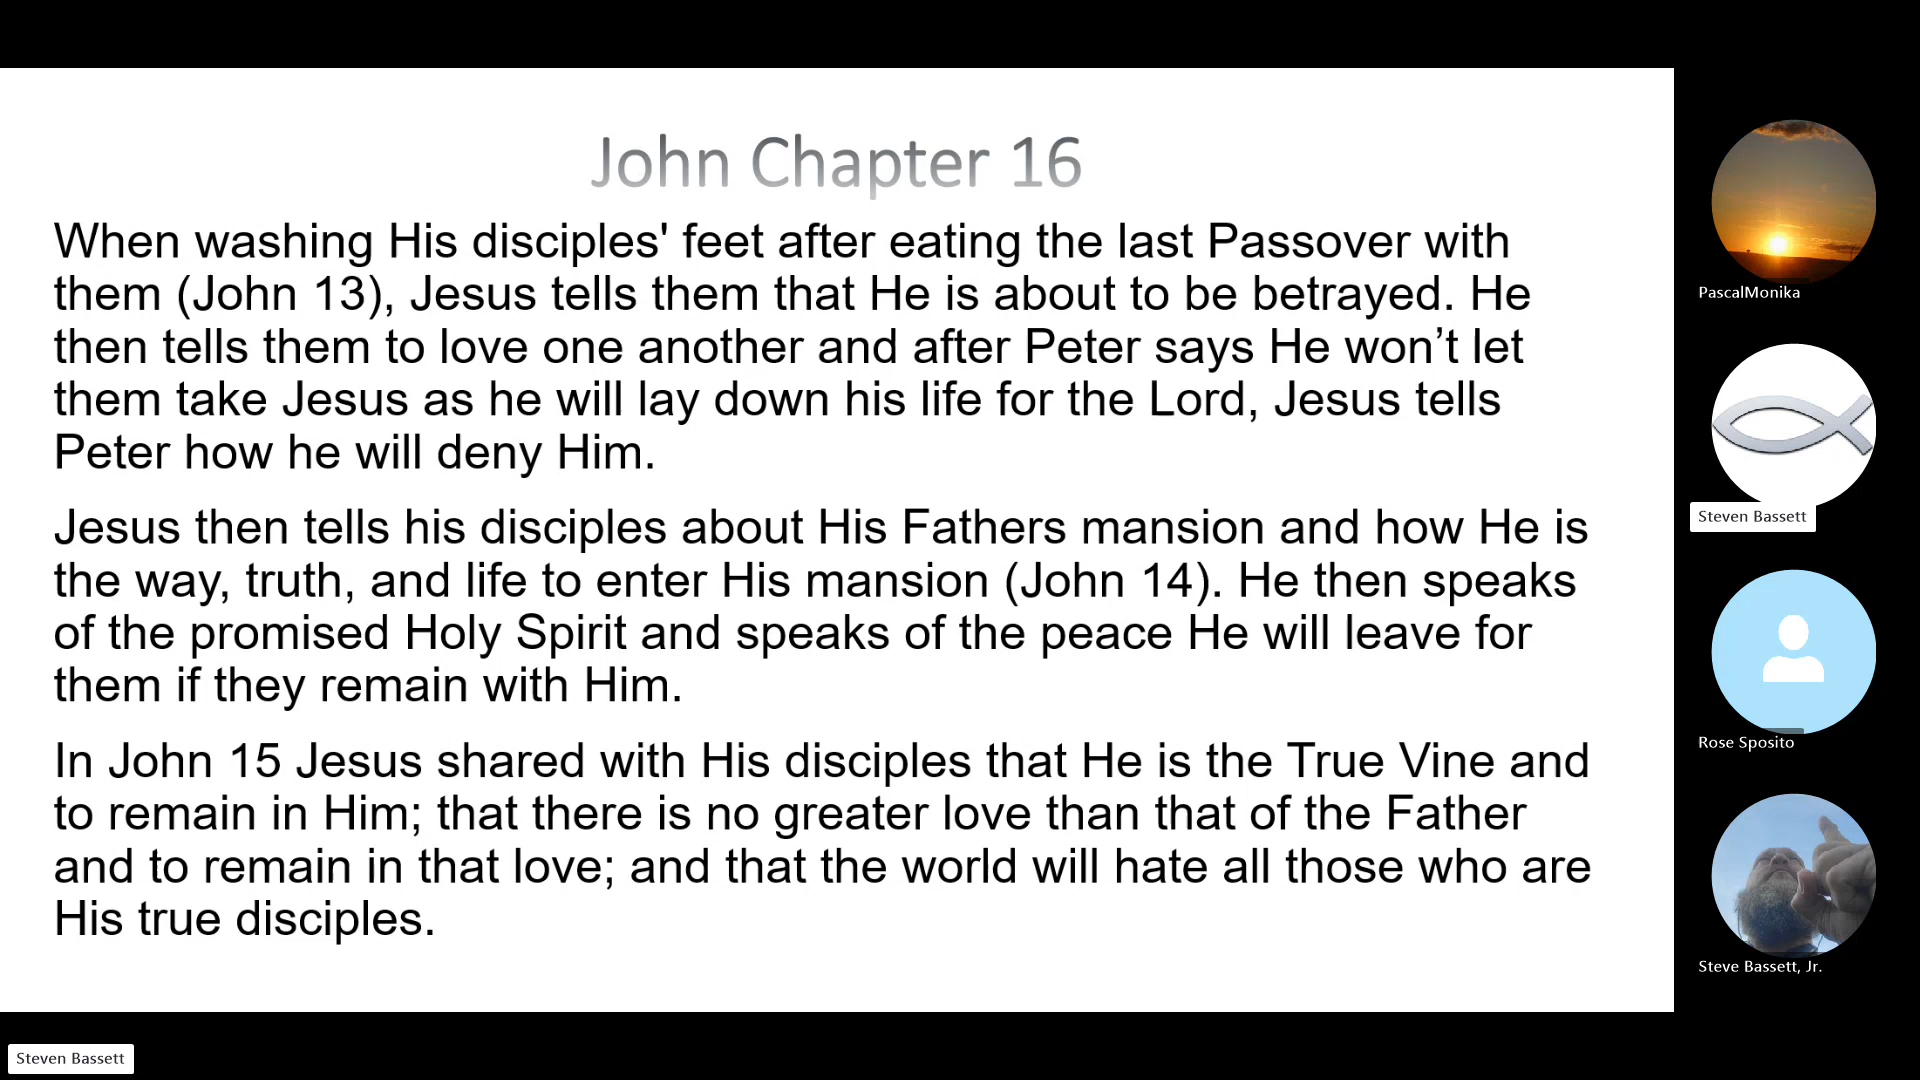 John Chapter 16
When washing His disciples' feet after eating the last Passover with
them (John 13), Jesus tells them that He is about to be betrayed. He
then tells them to love one another and after Peter says He won’t let
them take Jesus as he will lay down his life for the Lord, Jesus tells
Peter how he will deny Him.
Jesus then tells his disciples about His Fathers mansion and how He is
the way, truth, and life to enter His mansion (John 14). He then speaks
of the promised Holy Spirit and speaks of the peace He will leave for
them if they remain with Him.
In John 15 Jesus shared with His disciples that He is the True Vine and
to remain in Him; that there is no greater love than that of the Father
and to remain in that love; and that the world will hate all those who are
His true disciples.
PascalMonika
Steven Bassett
Rose Sposito
Steve Bassett, Jr.
Steven Bassett